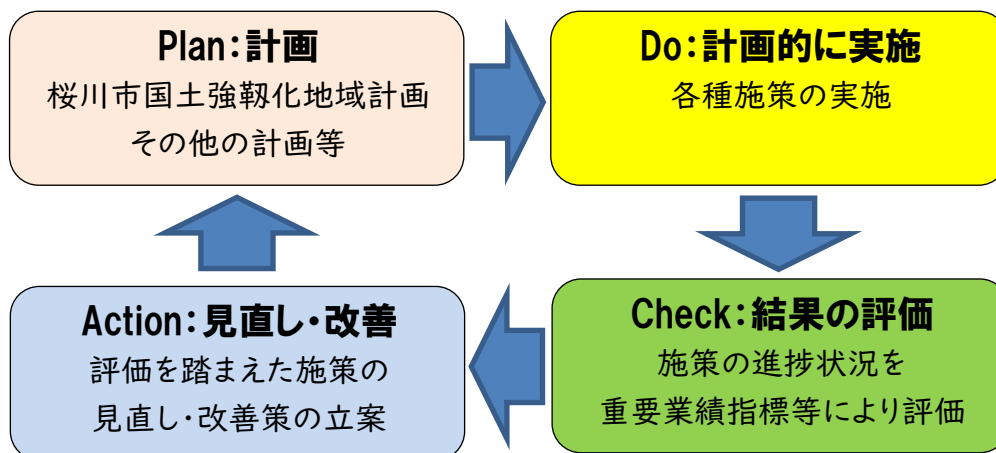 Plan：計画
桜川市国土強靱化地域計画
その他の計画等
Do：計画的に実施
各種施策の実施
Action：見直し・改善
評価を踏まえた施策の
見直し・改善策の立案
Check：結果の評価
施策の進捗状況を
重要業績指標等により評価